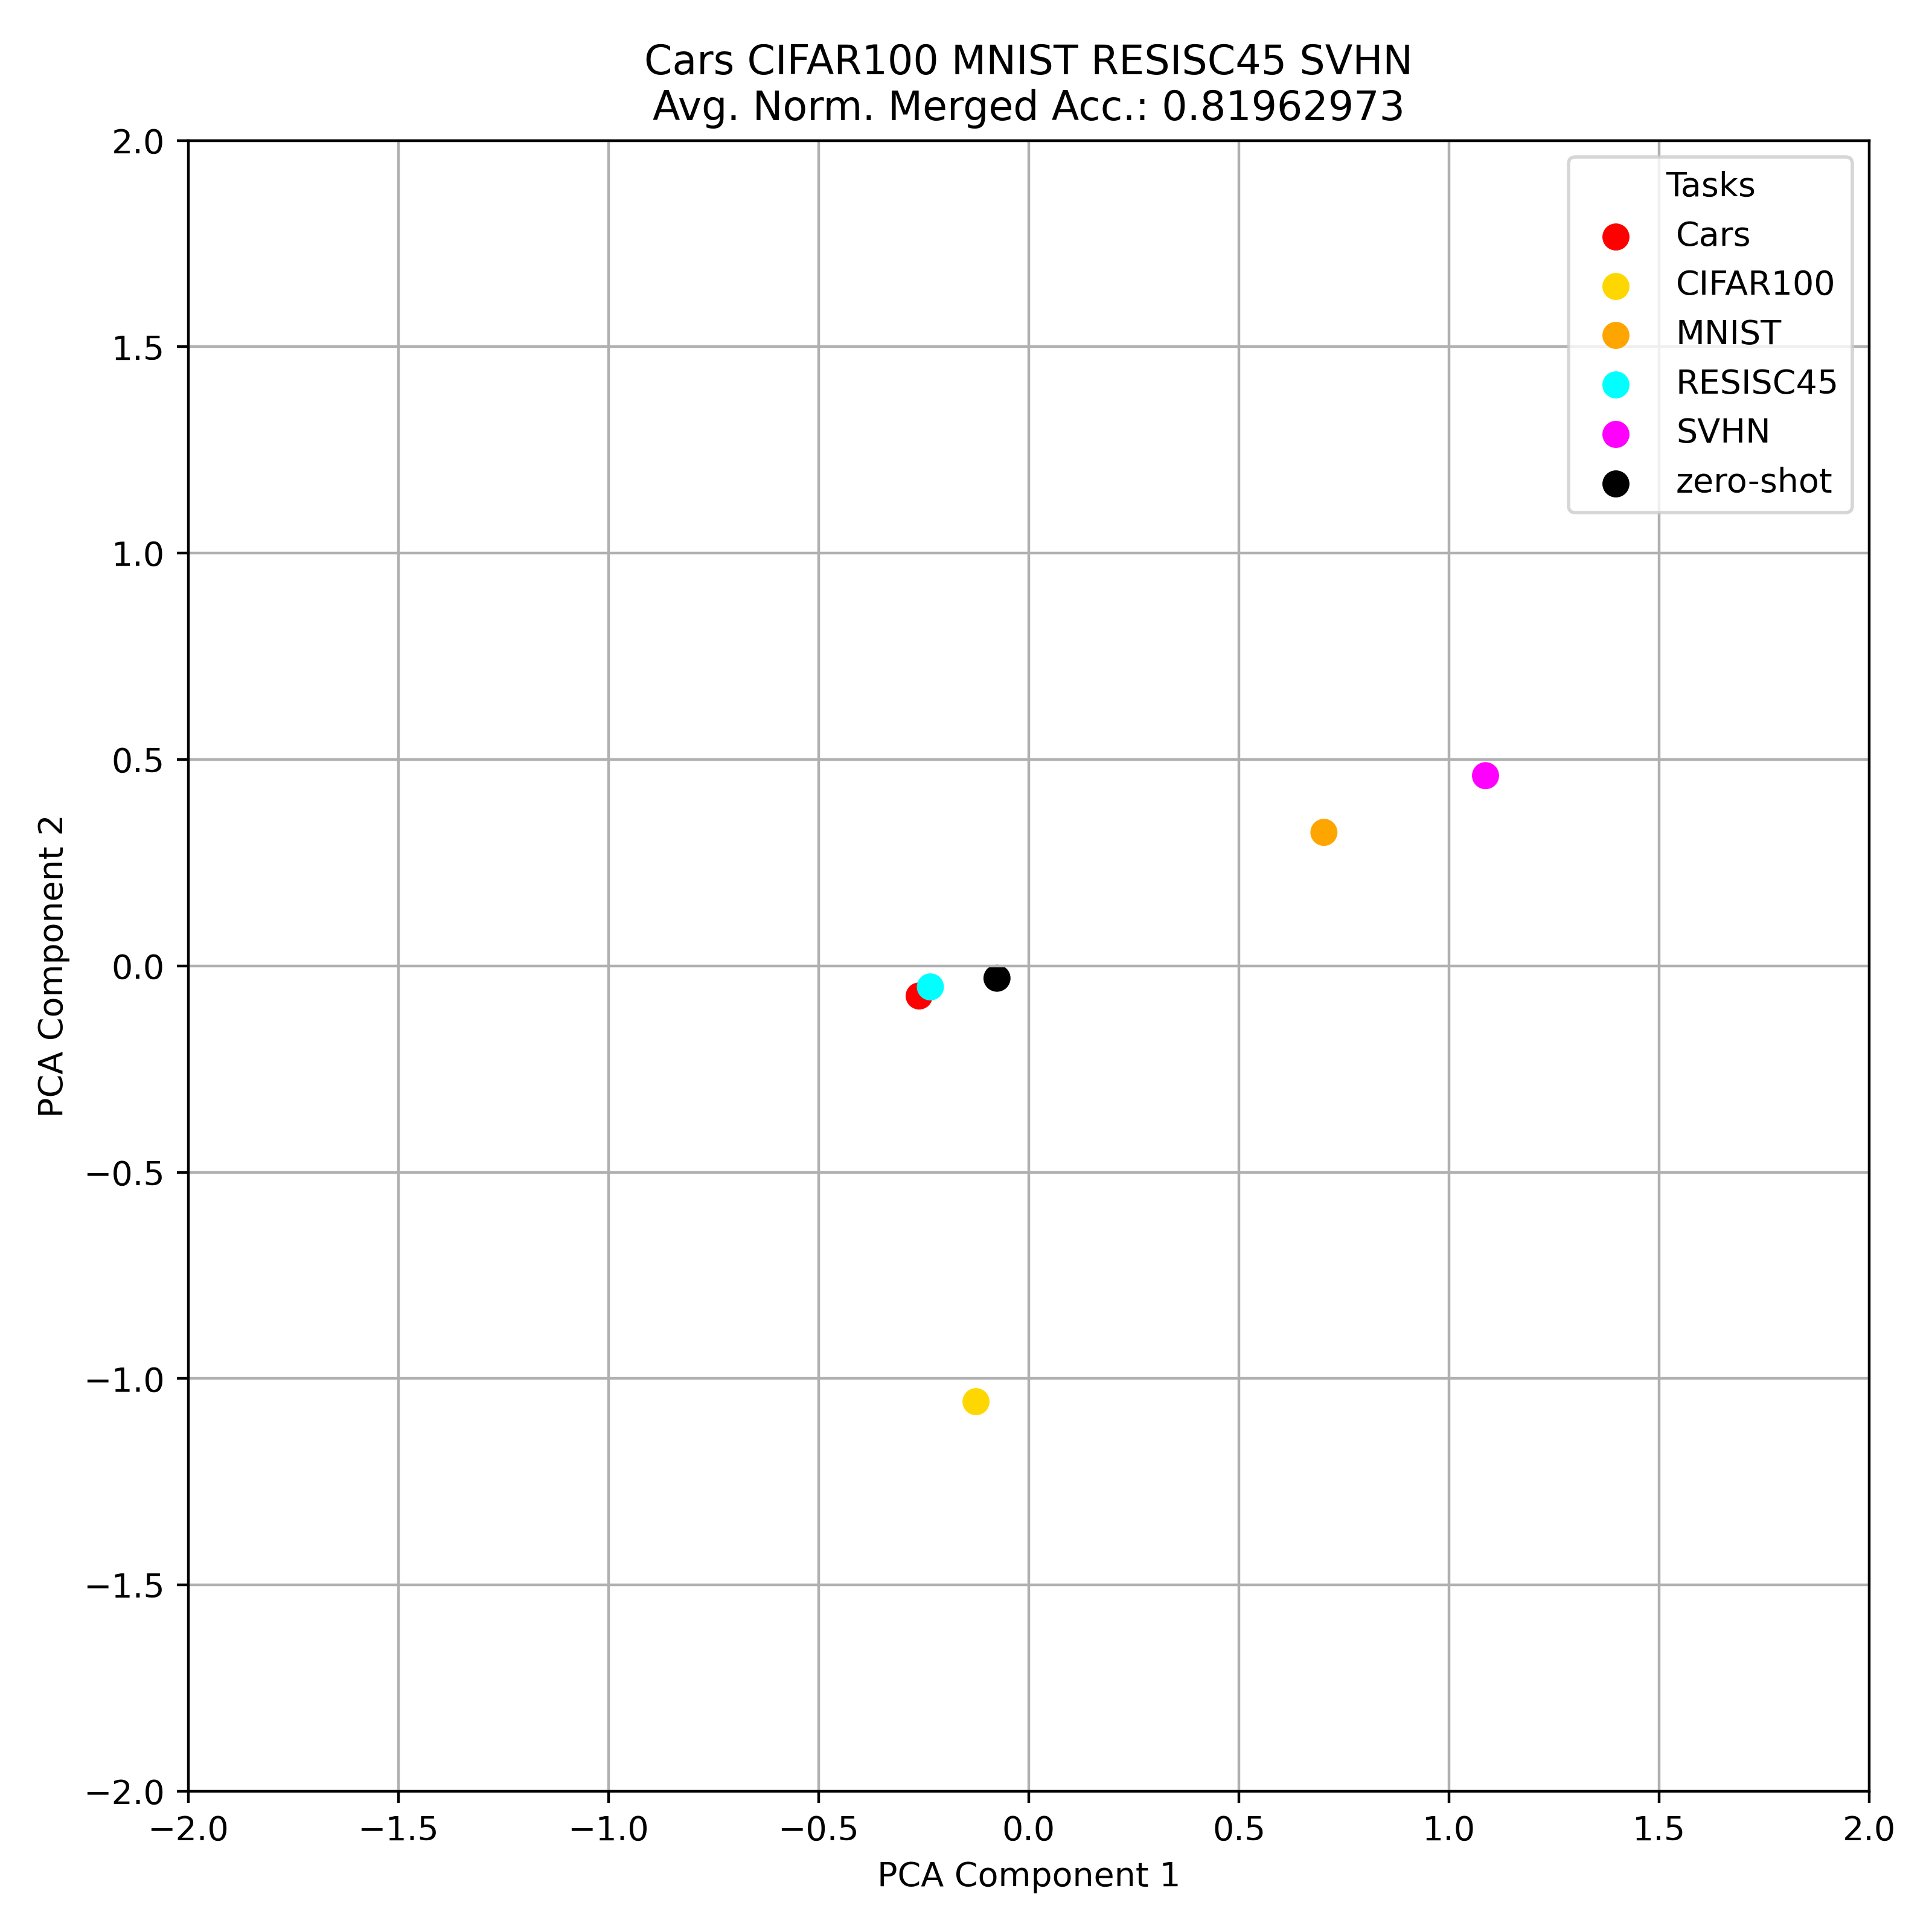 Cars CIFAR100 MNIST RESISC45 SVHN
Avg. Norm. Merged Acc.: 0.81962973
Tasks
Cars
CIFAR100
MNIST
RESISC45
SVHN
zero-shot
2.0
1.5
1.0
0.5
0.0
−0.5
−1.0
−1.5
−2.0
PCA Component 2
−2.0 −1.5 −1.0 −0.5 0.0 0.5 1.0 1.5 2.0
PCA Component 1